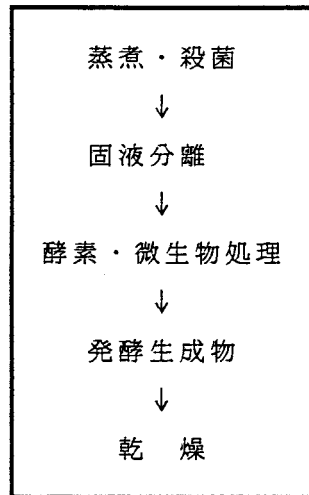 蒸煮・殺菌
↓
固液分離
↓
酵素・微生物処理
↓
発酵生成物
↓
乾　燥